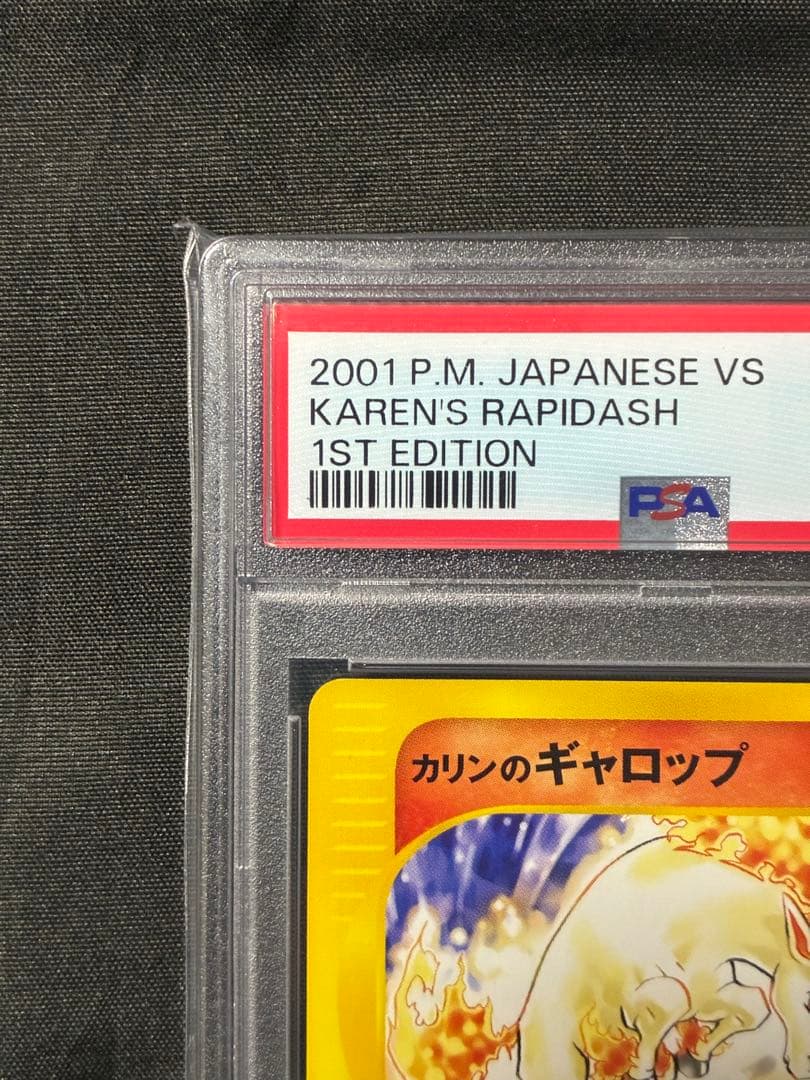 2001 P.M. JAPANESE VS
KAREN'S RAPIDASH
1ST EDITION
PSA
カリンのギャロップ